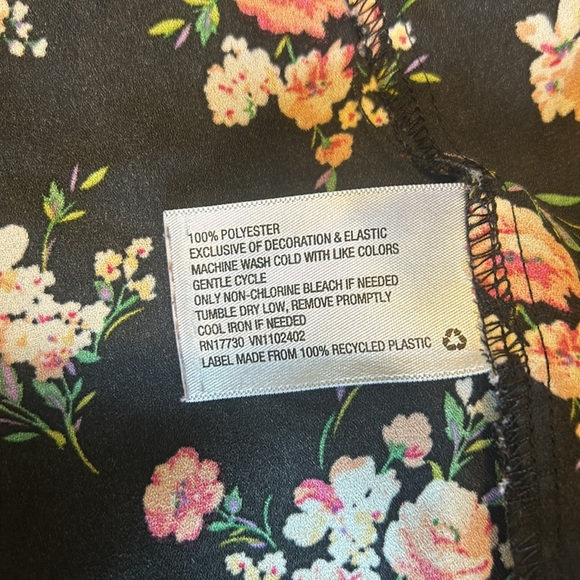 100% POLYESTER
EXCLUSIVE OF DECORATION & ELASTIC
MACHINE WASH COLD WITH LIKE COLORS
GENTLE CYCLE
ONLY NON-CHLORINE BLEACH IF NEEDED
TUMBLE DRY LOW, REMOVE PROMPTLY
COOL IRON IF NEEDED
RN17730 VN1102402
LABEL MADE FROM 100% RECYCLED PLASTIC